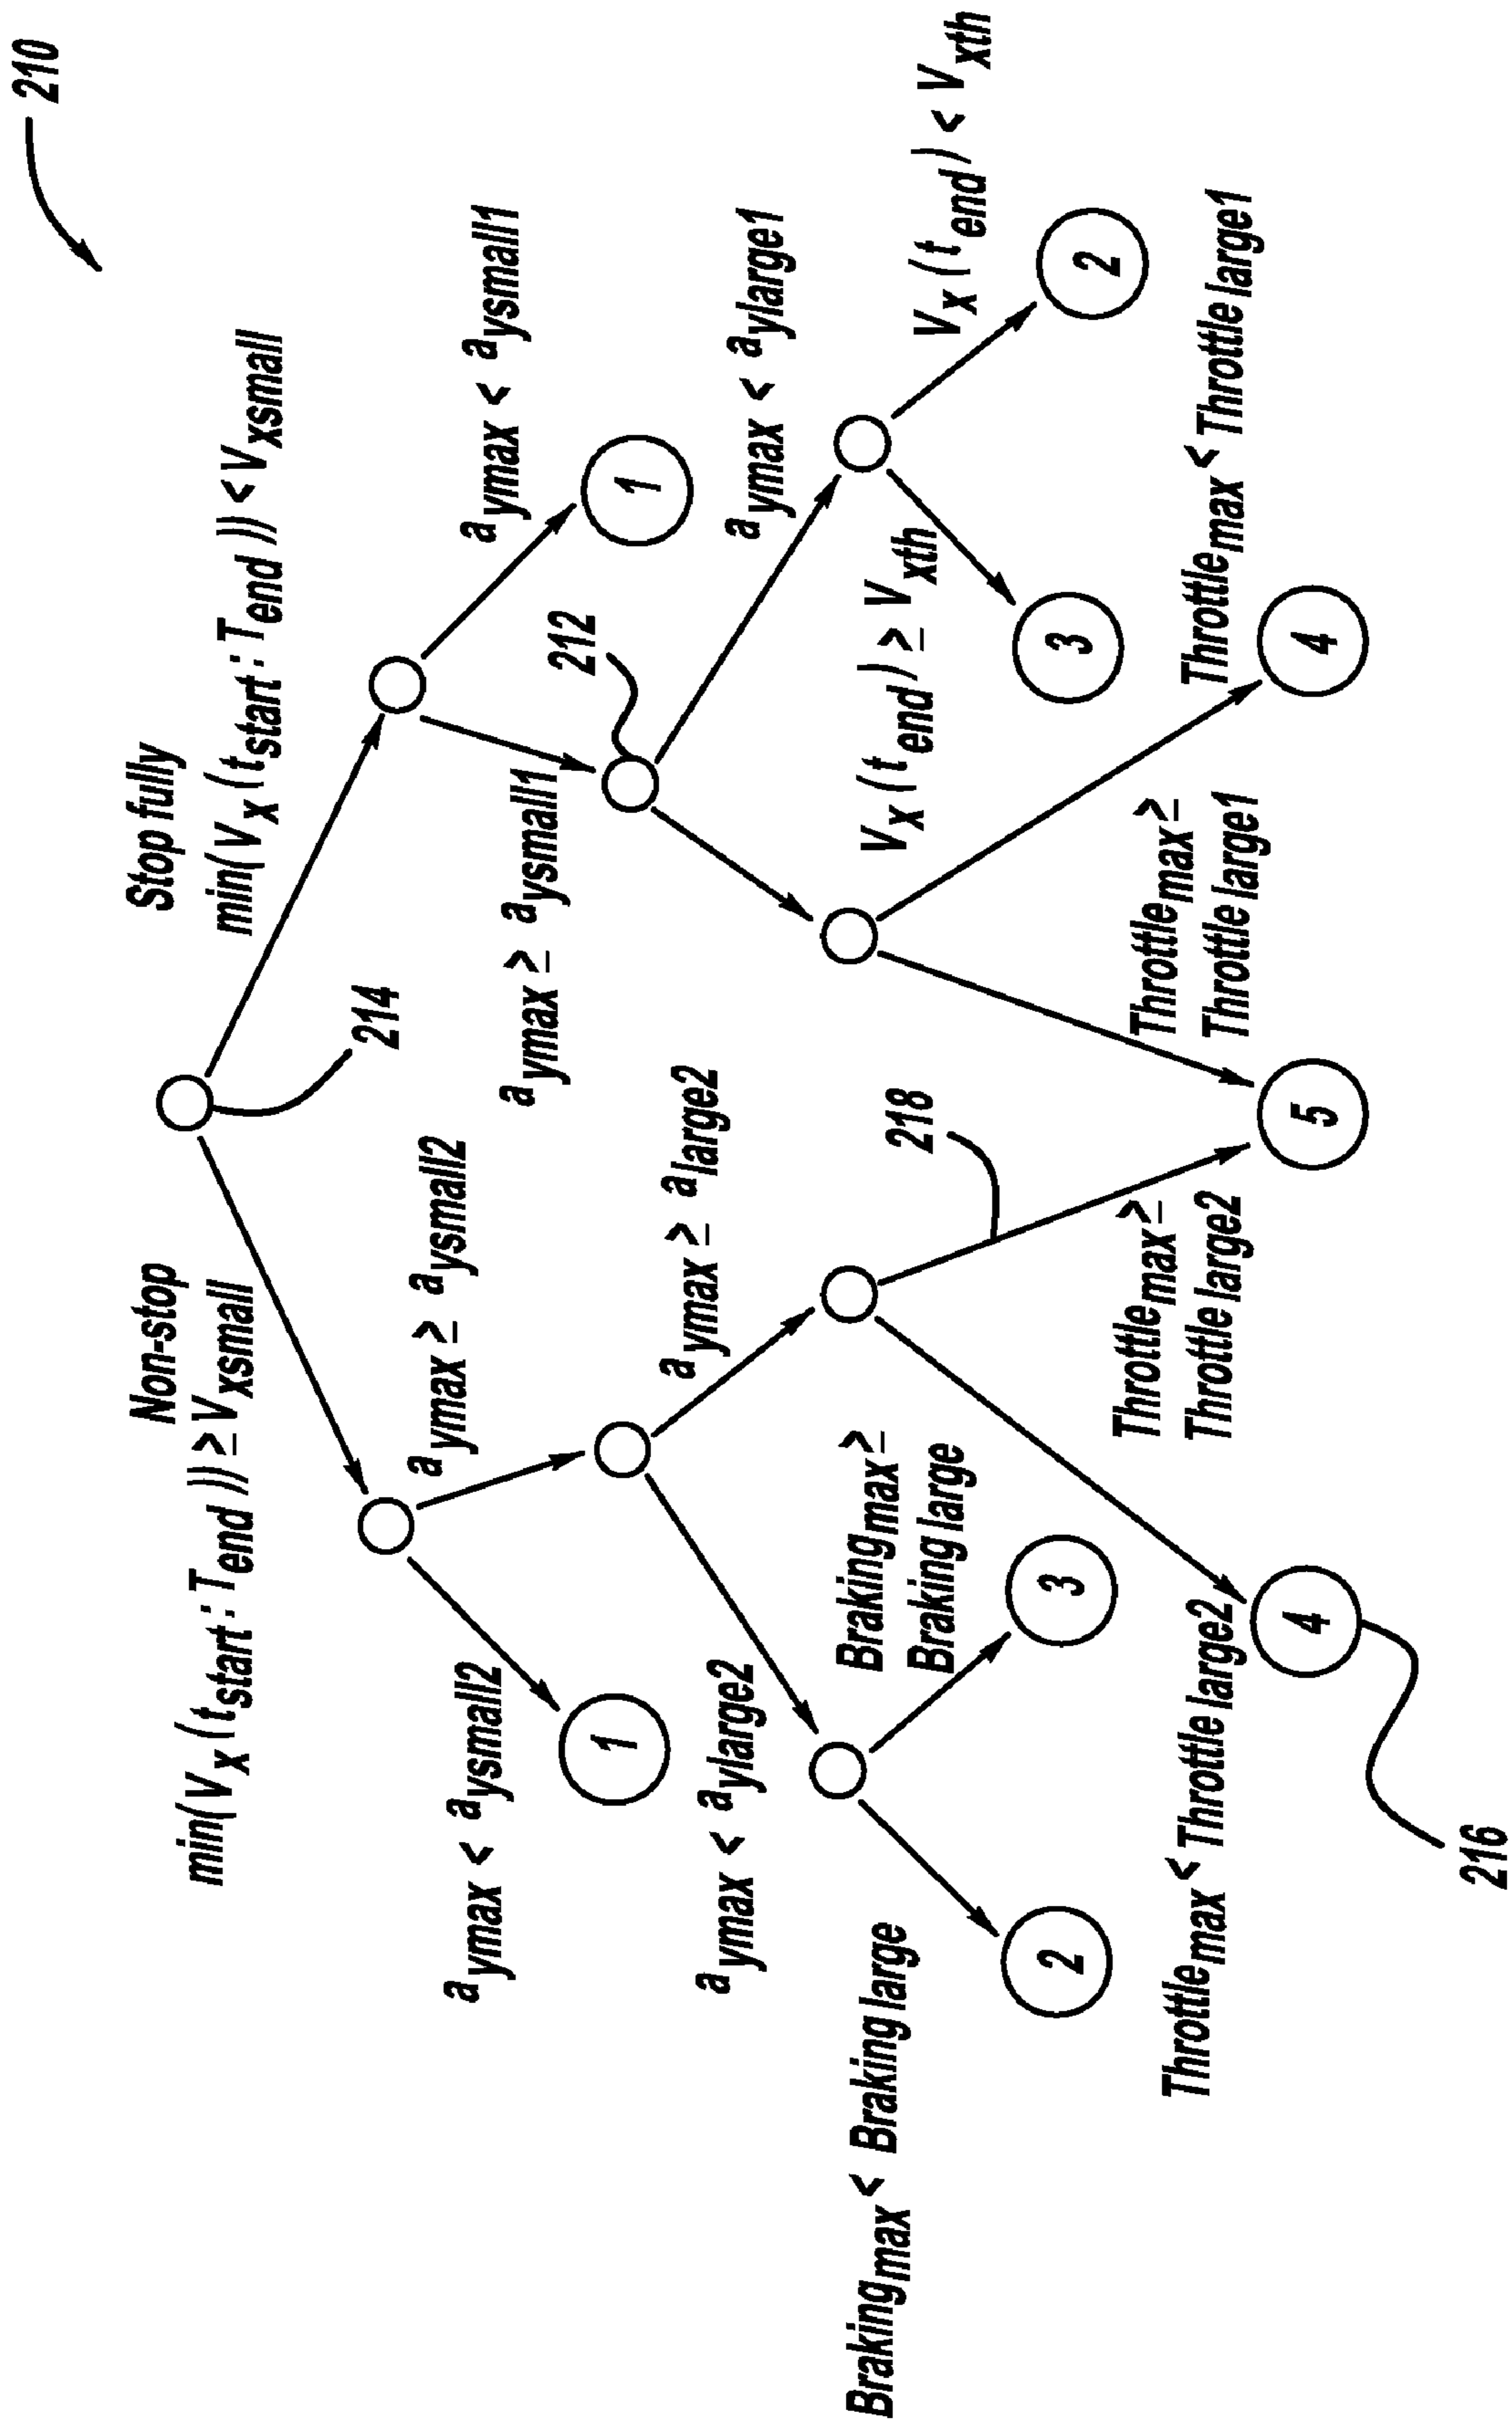 210
Non-stop
min(Vx(tstart:Tend)) ≥ Vxsmall
Stop fully
min(Vx(tstart:Tend)) < Vxsmall
214
aymax < aysmall2
aymax ≥ aysmall2
aymax ≥ aysmall1
aymax < aysmall1
1
212
1
aymax < aylarge2
aymax ≥ alarge2
aymax < aylarge1
Brakingmax < Brakinglarge
Brakingmax ≥
Brakinglarge
218
Vx(tend) ≥ Vxth
Vx(tend) < Vxth
2
3
3
2
Throttlemax < Throttlelarge2
Throttlemax ≥
Throttlelarge2
Throttlemax ≥
Throttlelarge1
Throttlemax < Throttlelarge1
4
5
4
216